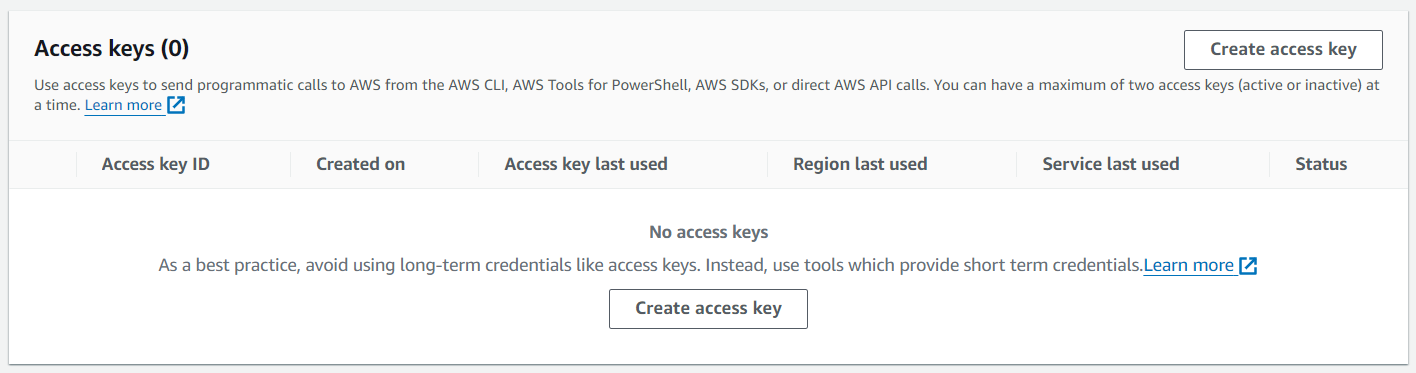 Access keys (0)
Create access key
Use access keys to send programmatic calls to AWS from the AWS CLI, AWS Tools for PowerShell, AWS SDKs, or direct AWS API calls. You can have a maximum of two access keys (active or inactive) at
a time. Learn more
Access key ID Created on Access key last used Region last used Service last used Status
No access keys
As a best practice, avoid using long-term credentials like access keys. Instead, use tools which provide short term credentials.Learn more
Create access key